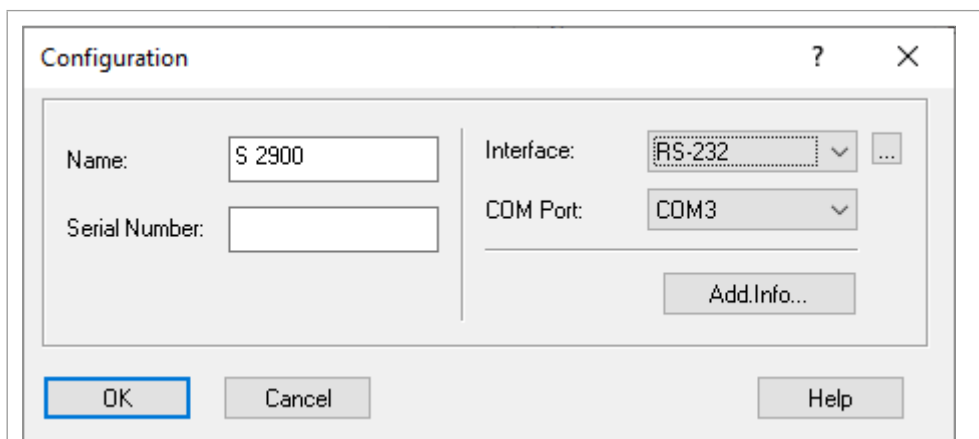 Configuration ?
Name: S 2900
Serial Number:
Interface: RS-232 ...
COM Port: COM3
Add.Info...
OK Cancel Help